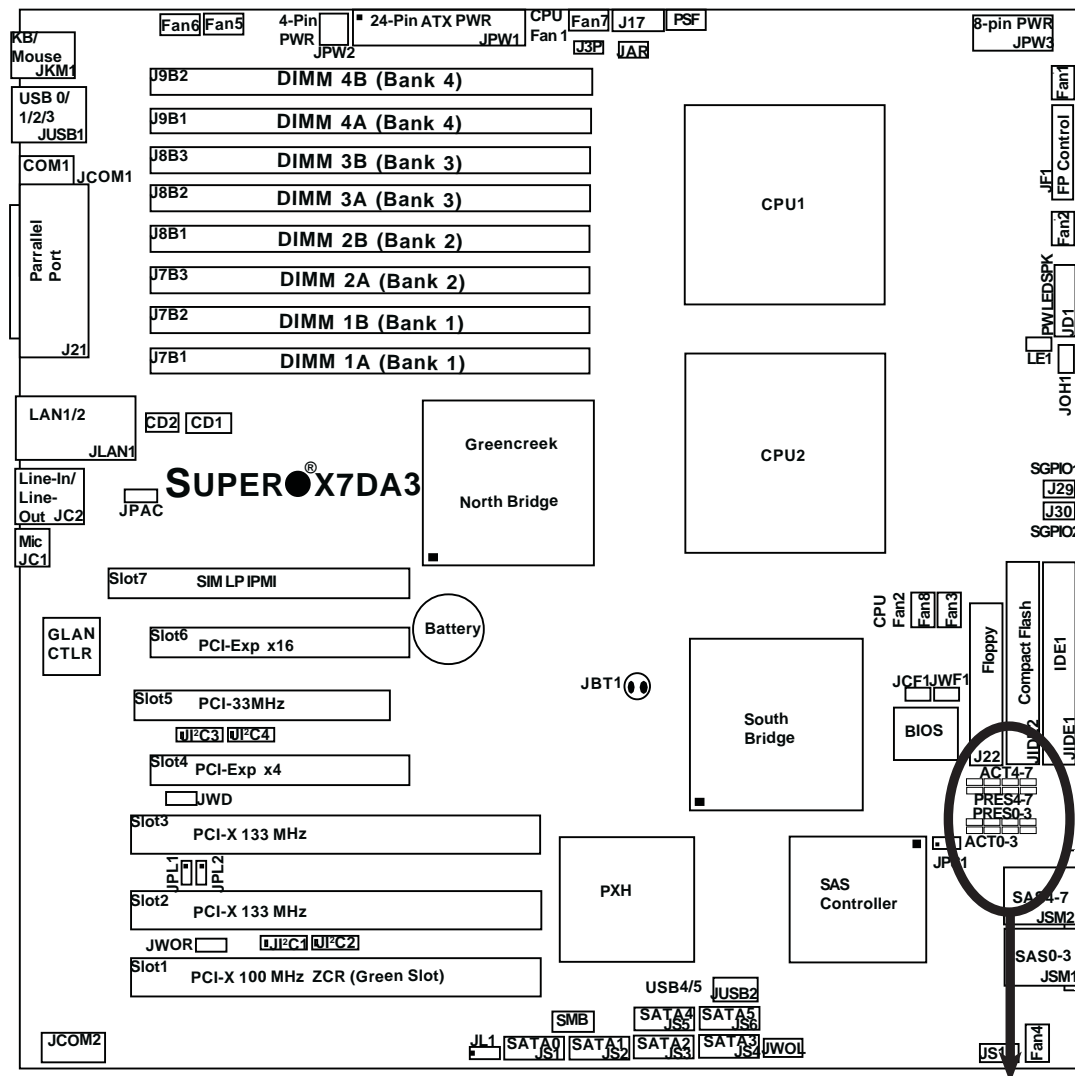 Fan6
Fan5
4-Pin
PWR
JPW2
24-Pin ATX PWR
JPW1
CPU
Fan 1
Fan7
J17
PSF
J3P
JAR
8-pin PWR
JPW3
KB/
Mouse
JKM1
USB 0/
1/2/3
JUSB1
COM1
JCOM1
Parrallel
Port
J21
J9B2
DIMM 4B (Bank 4)
J9B1
DIMM 4A (Bank 4)
J8B3
DIMM 3B (Bank 3)
J8B2
DIMM 3A (Bank 3)
J8B1
DIMM 2B (Bank 2)
J7B3
DIMM 2A (Bank 2)
J7B2
DIMM 1B (Bank 1)
J7B1
DIMM 1A (Bank 1)
CPU1
Fan1
FP Control
JF1
Fan2
PWLEDSPK
JD1
LE1
JOH1
LAN1/2
JLAN1
CD2
CD1
Greencreek
North Bridge
CPU2
Line-In/
Line-
Out JC2
JPAC
SUPER●®X7DA3
SGPIO1
J29
J30
SGPIO2
Mic
JC1
Slot7
SIM LP IPMI
GLAN
CTLR
Slot6
PCI-Exp x16
Battery
CPU
Fan2
Fan8
Fan3
Floppy
J22
Compact Flash
IDE1
JIDE1
Slot5
PCI-33MHz
JBT1
JCF1
JWF1
BIOS
South
Bridge
JI²C3
JI²C4
Slot4
PCI-Exp x4
JWD
ACT4-7
PRES4-7
PRES0-3
ACT0-3
Slot3
PCI-X 133 MHz
JPL1
JPL2
PXH
SAS
Controller
SAS4-7
JSM2
Slot2
PCI-X 133 MHz
JWOR
JI²C1
JI²C2
SAS0-3
JSM1
Slot1
PCI-X 100 MHz ZCR (Green Slot)
USB4/5
JUSB2
JCOM2
SMB
SATA4
JS5
SATA5
JS6
JL1
SATA0
JS1
SATA1
JS2
SATA2
JS3
SATA3
JS4
JWOL
Fan4